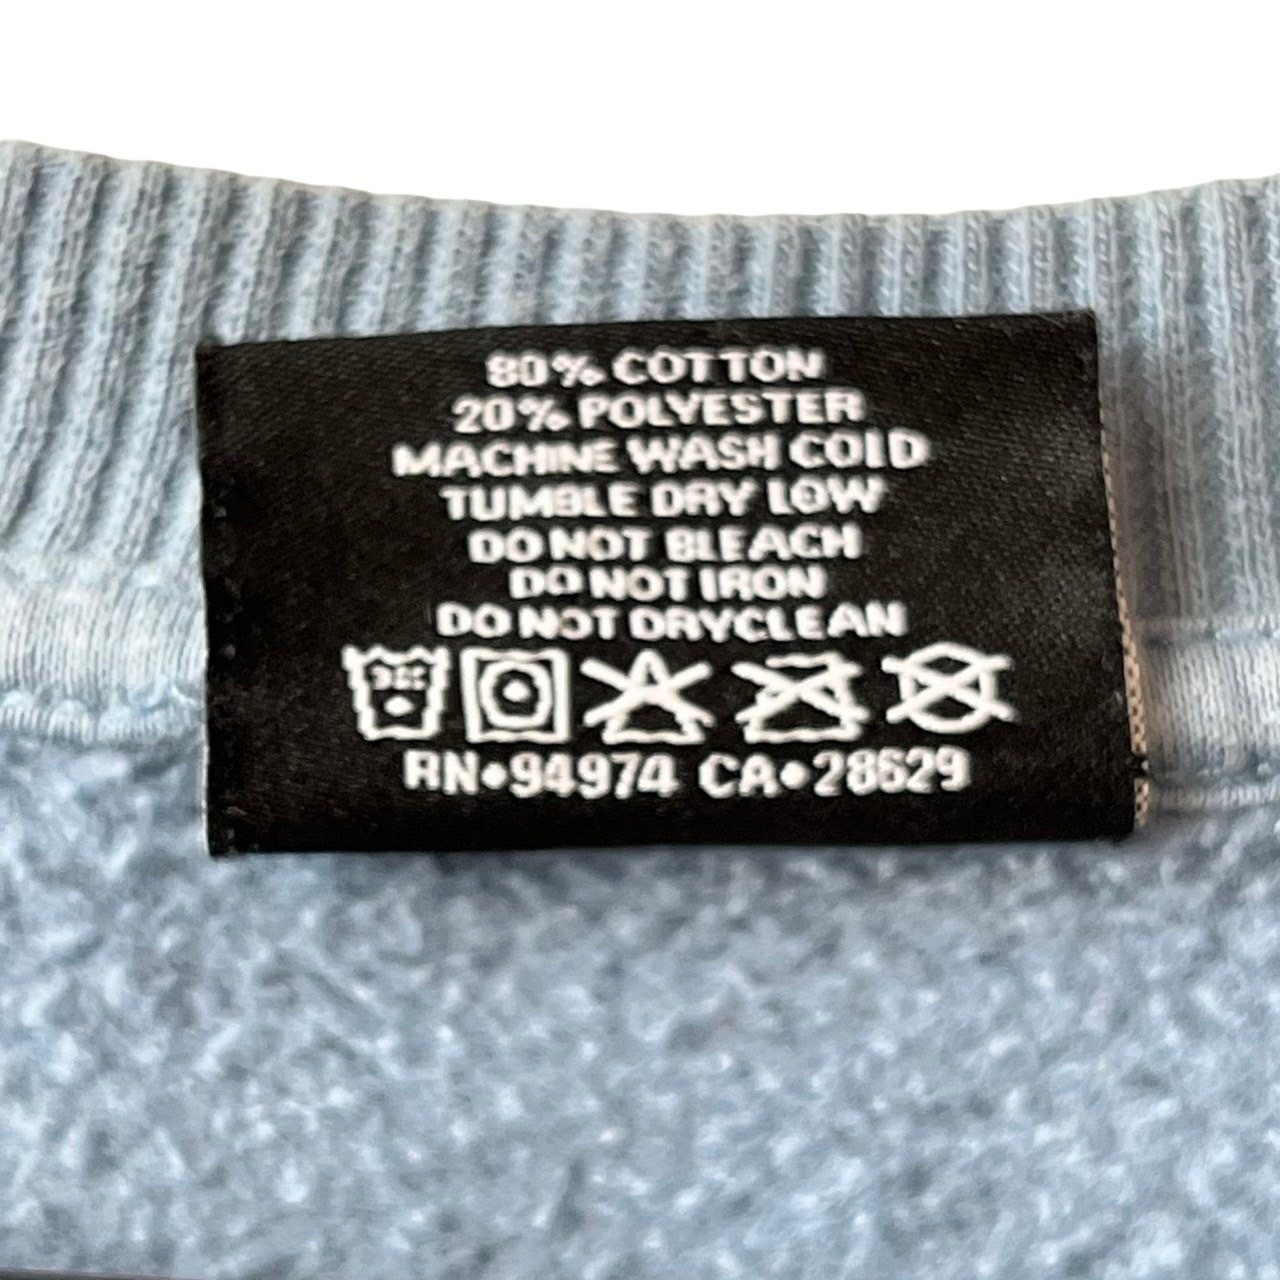 80% COTTON
20% POLYESTER
MACHINE WASH COLD
TUMBLE DRY LOW
DO NOT BLEACH
DO NOT IRON
DO NOT DRYCLEAN
RN•94974 CA•28629